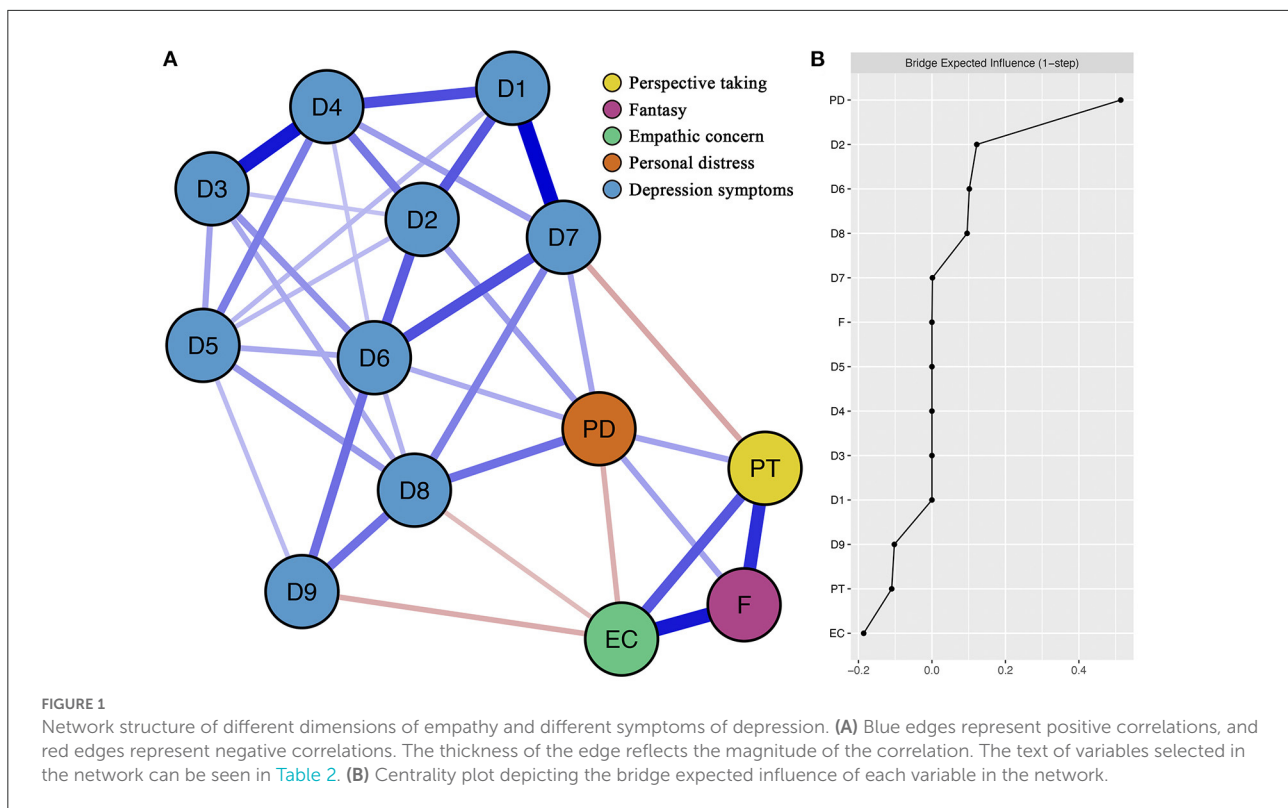 A
D1
D4
D3
D2
D7
D5
D6
PD
PT
D8
D9
F
EC
Perspective taking
Fantasy
Empathic concern
Personal distress
Depression symptoms
B
Bridge Expected Influence (1-step)
PD
D2
D6
D8
D7
F
D5
D4
D3
D1
D9
PT
EC
-0.2 0.0 0.2 0.4
FIGURE 1
Network structure of different dimensions of empathy and different symptoms of depression. (A) Blue edges represent positive correlations, and
red edges represent negative correlations. The thickness of the edge reflects the magnitude of the correlation. The text of variables selected in
the network can be seen in Table 2. (B) Centrality plot depicting the bridge expected influence of each variable in the network.